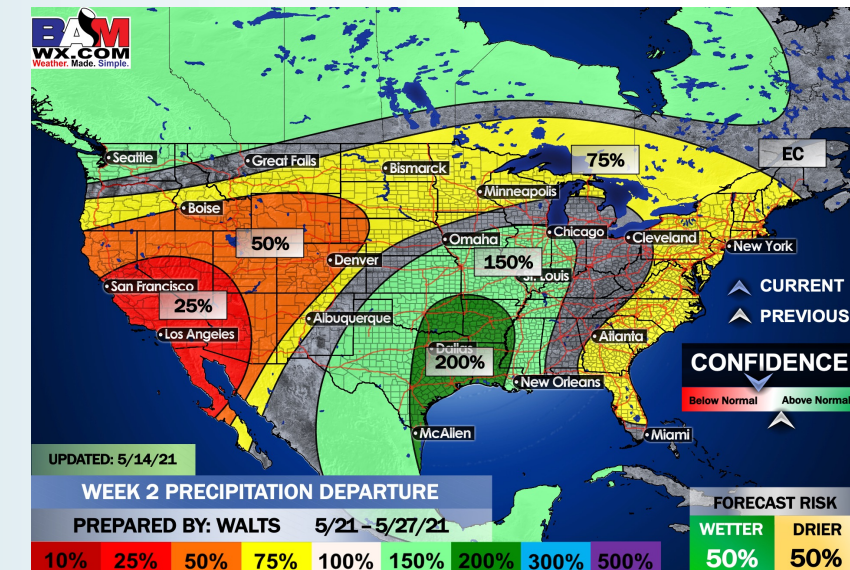 BAM
WX.COM
Weather. Made. Simple.
Seattle
Great Falls
Bismarck
75%
EC
Minneapolis
Boise
50%
Omaha
Chicago
Cleveland
New York
Denver
150%
St. Louis
San Francisco
CURRENT
25%
Albuquerque
PREVIOUS
Los Angeles
Atlanta
Dallas
200%
CONFIDENCE
New Orleans
Below Normal
Above Normal
McAllen
Miami
UPDATED: 5/14/21
WEEK 2 PRECIPITATION DEPARTURE
PREPARED BY: WALTS 5/21 – 5/27/21
10% 25% 50% 75% 100% 150% 200% 300% 500%
FORECAST RISK
WETTER DRIER
50% 50%